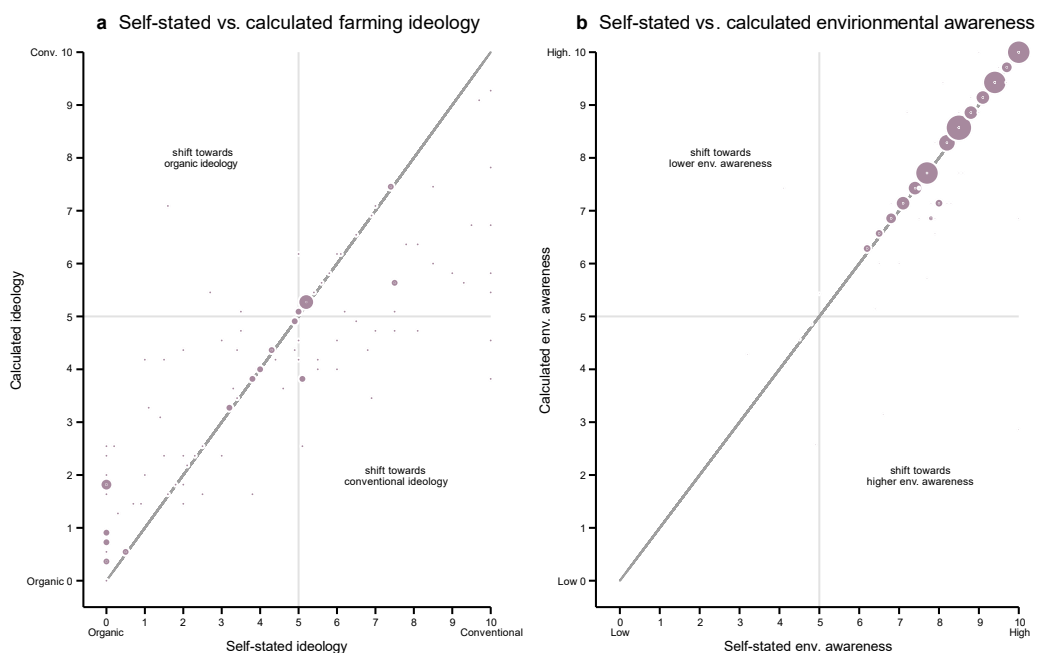 a Self-stated vs. calculated farming ideology
Conv. 10
9
8
7
6
5
4
3
2
1
Organic 0
Calculated ideology
shift towards
organic ideology
shift towards
conventional ideology
0 1 2 3 4 5 6 7 8 9 10
Organic Conventional
Self-stated ideology
b Self-stated vs. calculated envirionmental awareness
High. 10
9
8
7
6
5
4
3
2
1
Low 0
Calculated env. awareness
shift towards
lower env. awareness
shift towards
higher env. awareness
0 1 2 3 4 5 6 7 8 9 10
Low High
Self-stated env. awareness